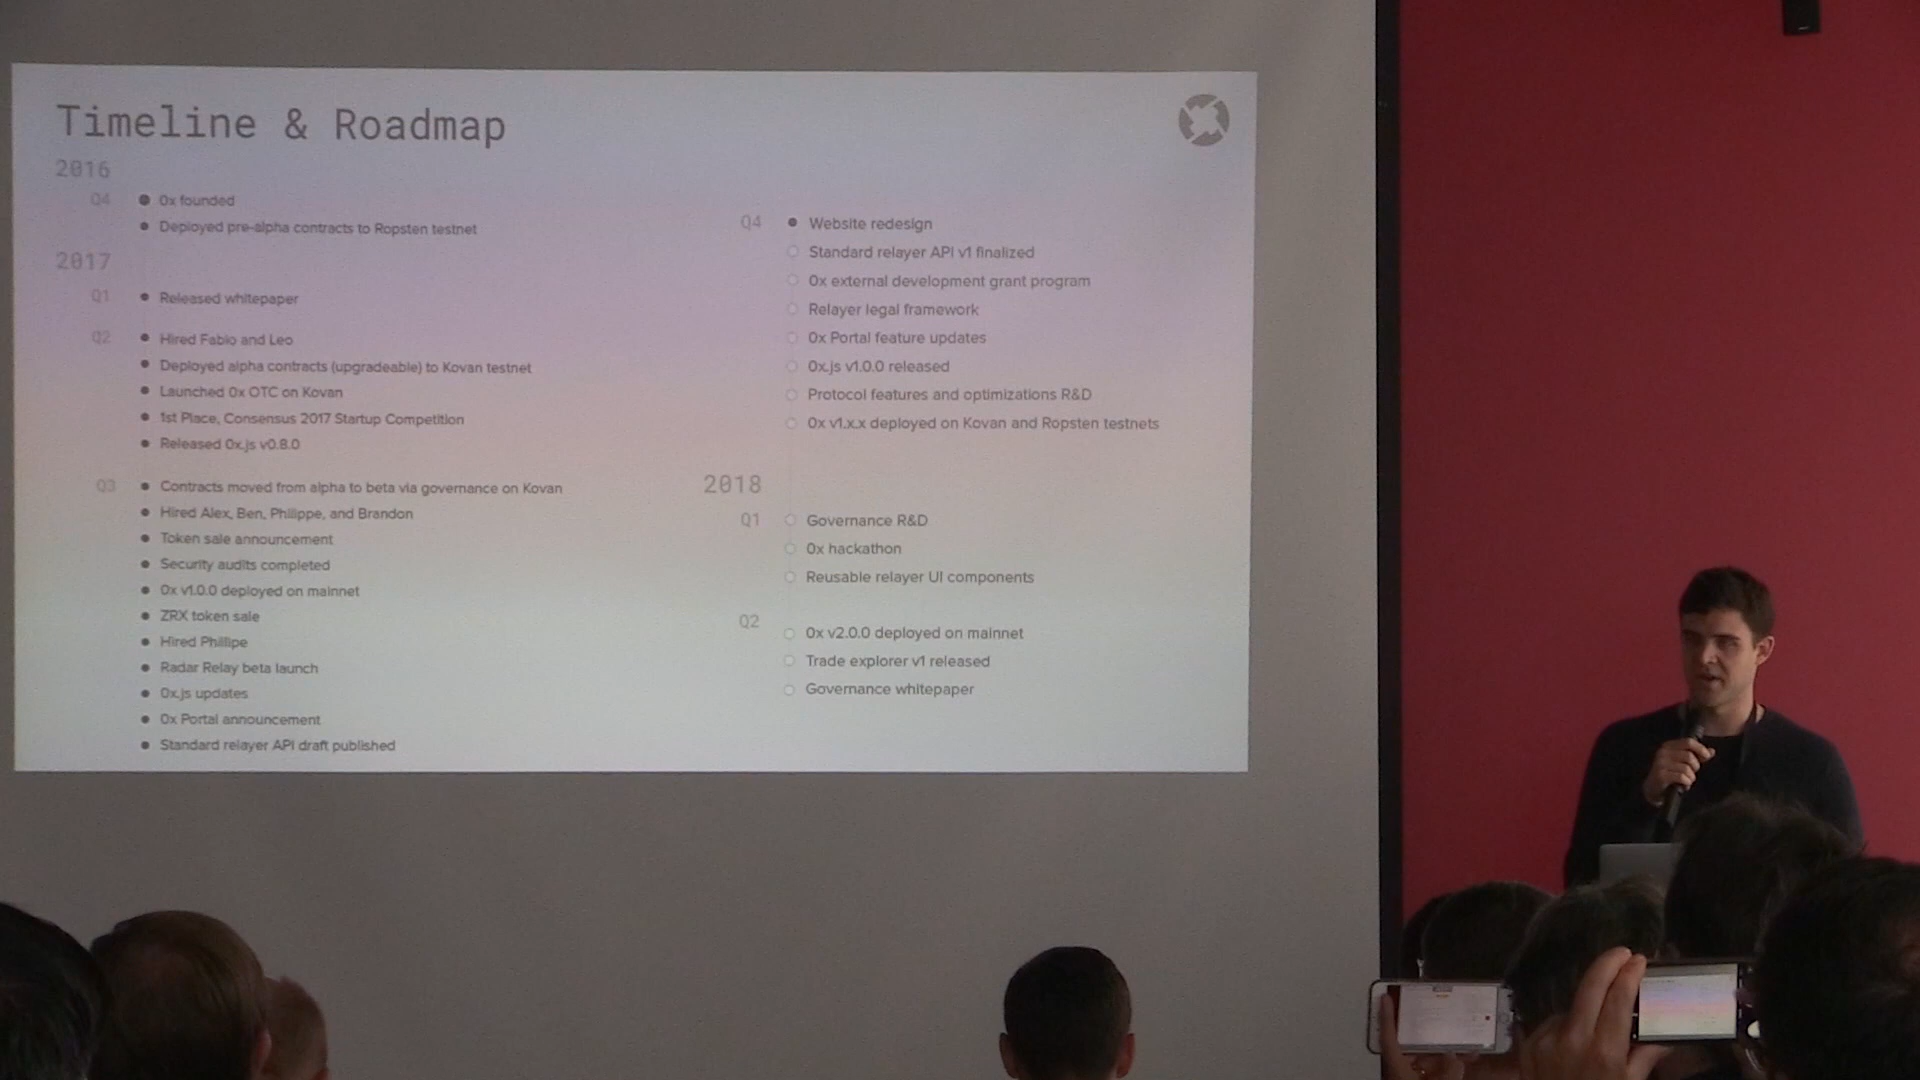 Timeline & Roadmap
2016
Q4
0x founded
Deployed pre-alpha contracts to Ropsten testnet
2017
Q1
Released whitepaper
Q2
Hired Fabio and Leo
Deployed alpha contracts (upgradeable) to Kovan testnet
Launched 0x OTC on Kovan
1st Place, Consensus 2017 Startup Competition
Released 0x.js v0.8.0
Q3
Contracts moved from alpha to beta via governance on Kovan
Hired Alex, Ben, Philippe, and Brandon
Token sale announcement
Security audits completed
0x v1.0.0 deployed on mainnet
ZRX token sale
Hired Phillipe
Radar Relay beta launch
0x.js updates
0x Portal announcement
Standard relayer API draft published
Q4
Website redesign
Standard relayer API v1 finalized
0x external development grant program
Relayer legal framework
0x Portal feature updates
0x.js v1.0.0 released
Protocol features and optimizations R&D
0x v1.x.x deployed on Kovan and Ropsten testnets
2018
Q1
Governance R&D
0x hackathon
Reusable relayer UI components
Q2
0x v2.0.0 deployed on mainnet
Trade explorer v1 released
Governance whitepaper